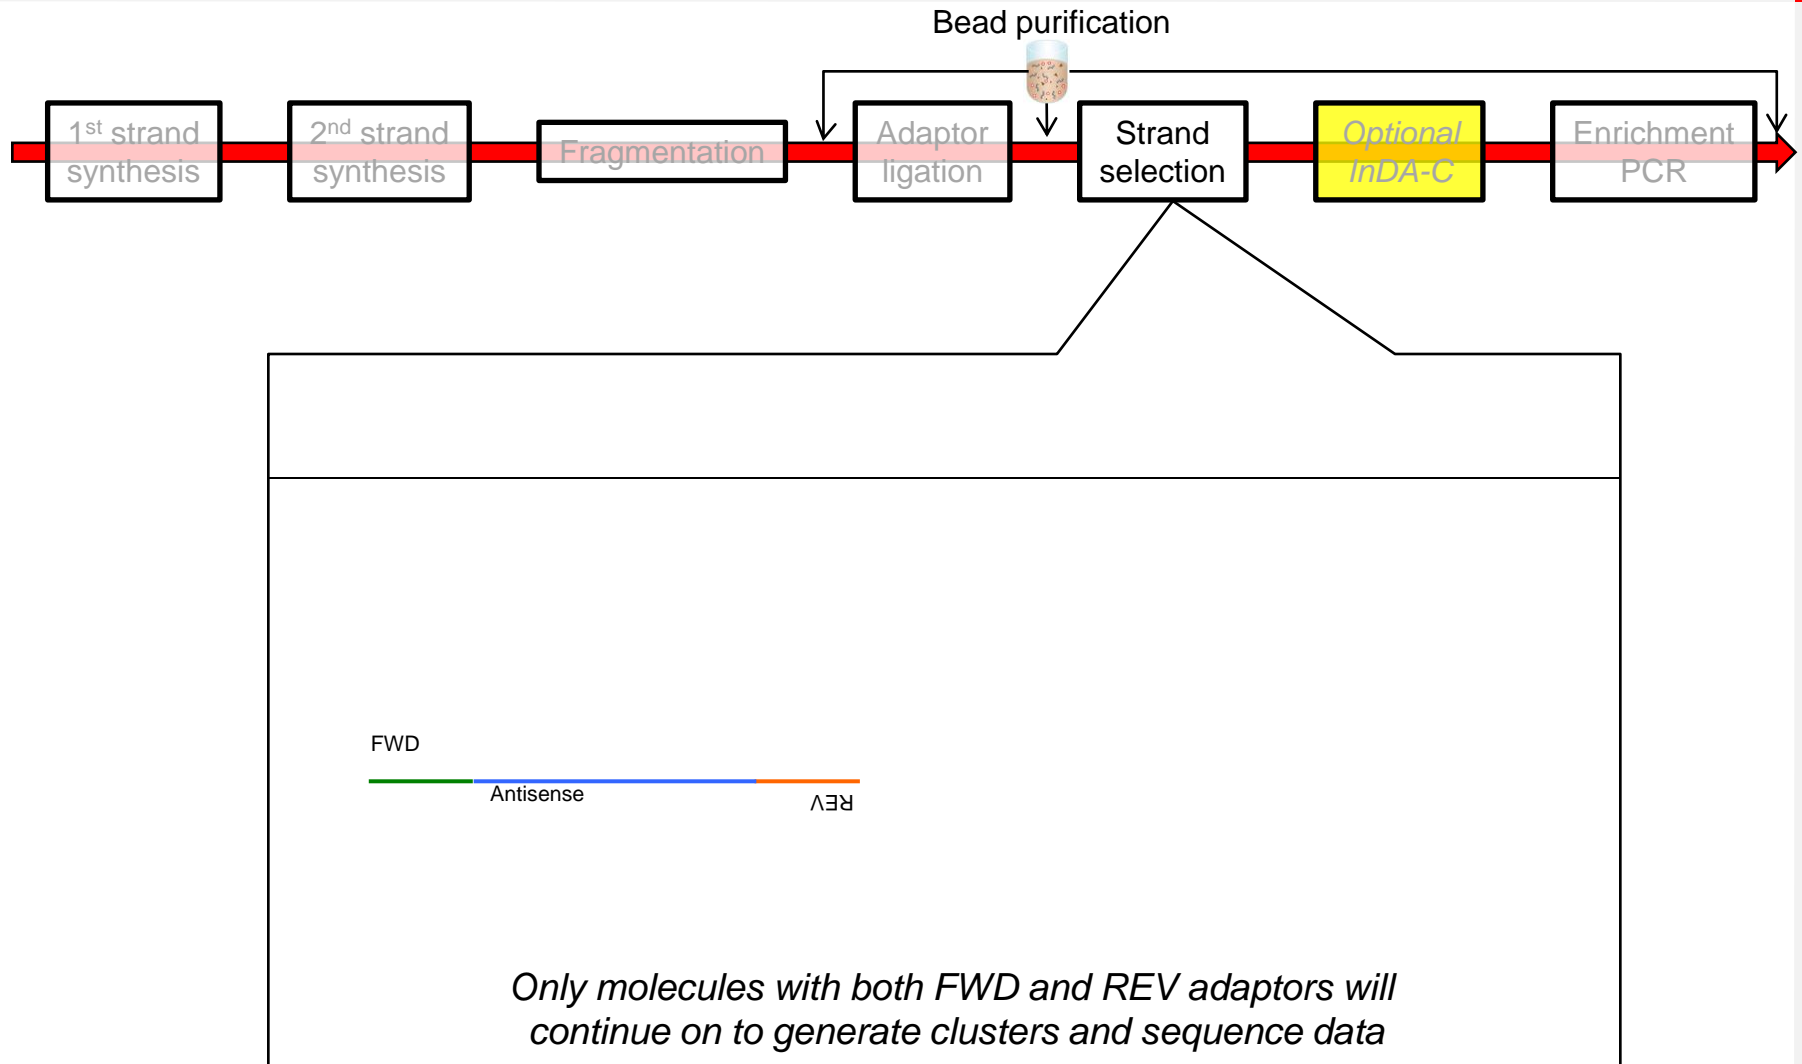 Bead purification
1st strand
synthesis
2nd strand
synthesis
Fragmentation
Adaptor
ligation
Strand
selection
Optional
InDA-C
Enrichment
PCR
FWD
Antisense
REV
Only molecules with both FWD and REV adaptors will
continue on to generate clusters and sequence data